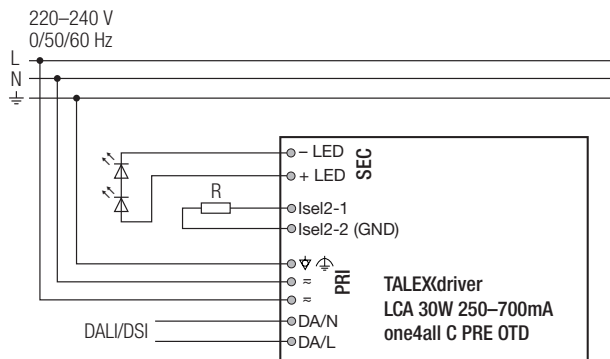 220–240 V
0/50/60 Hz
L
N
– LED
+ LED
SEC
R
Isel2-1
Isel2-2 (GND)
≂
≂
PRI
DALI/DSI
DA/N
DA/L
TALEXdriver
LCA 30W 250–700mA
one4all C PRE OTD